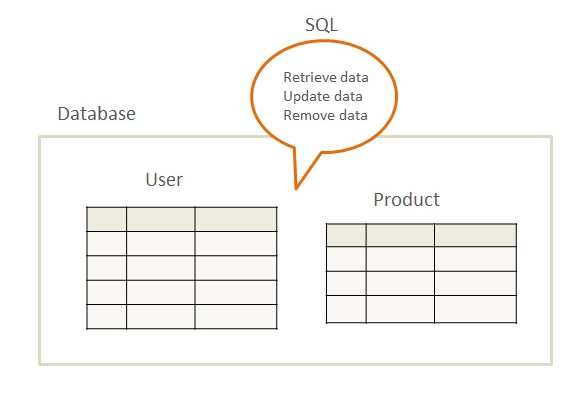 SQL
Retrieve data
Update data
Remove data
Database
User
Product